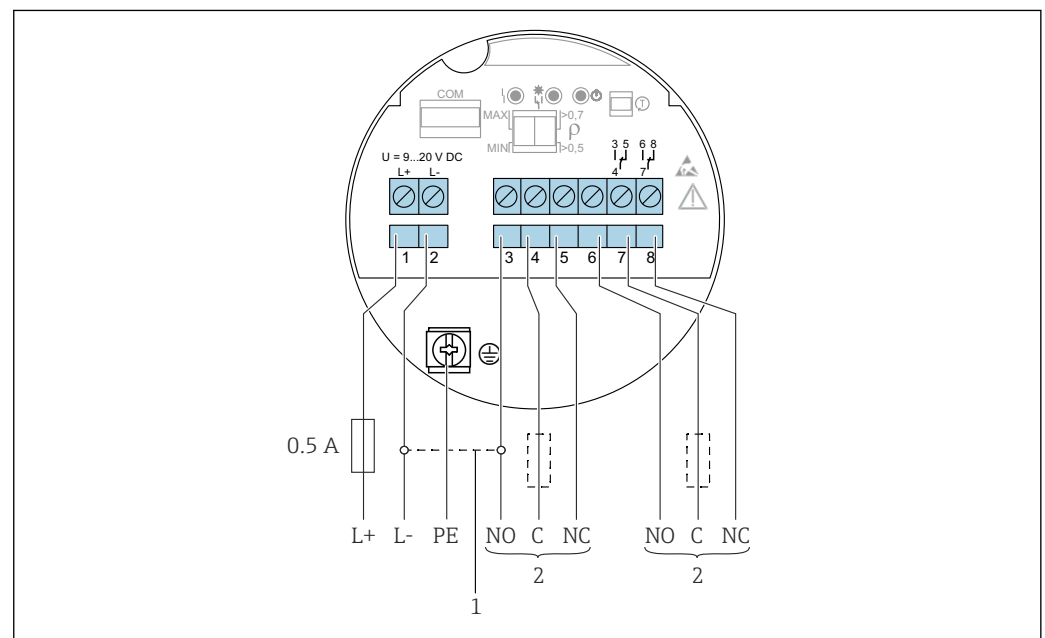 COM
MAX >0,7
ρ
MIN >0,5
T
U = 9...20 V DC
L+ L-
3 5 6 8
4 7
1 2 3 4 5 6 7 8
0.5 A
L+ L- PE NO C NC NO C NC
2 2
1